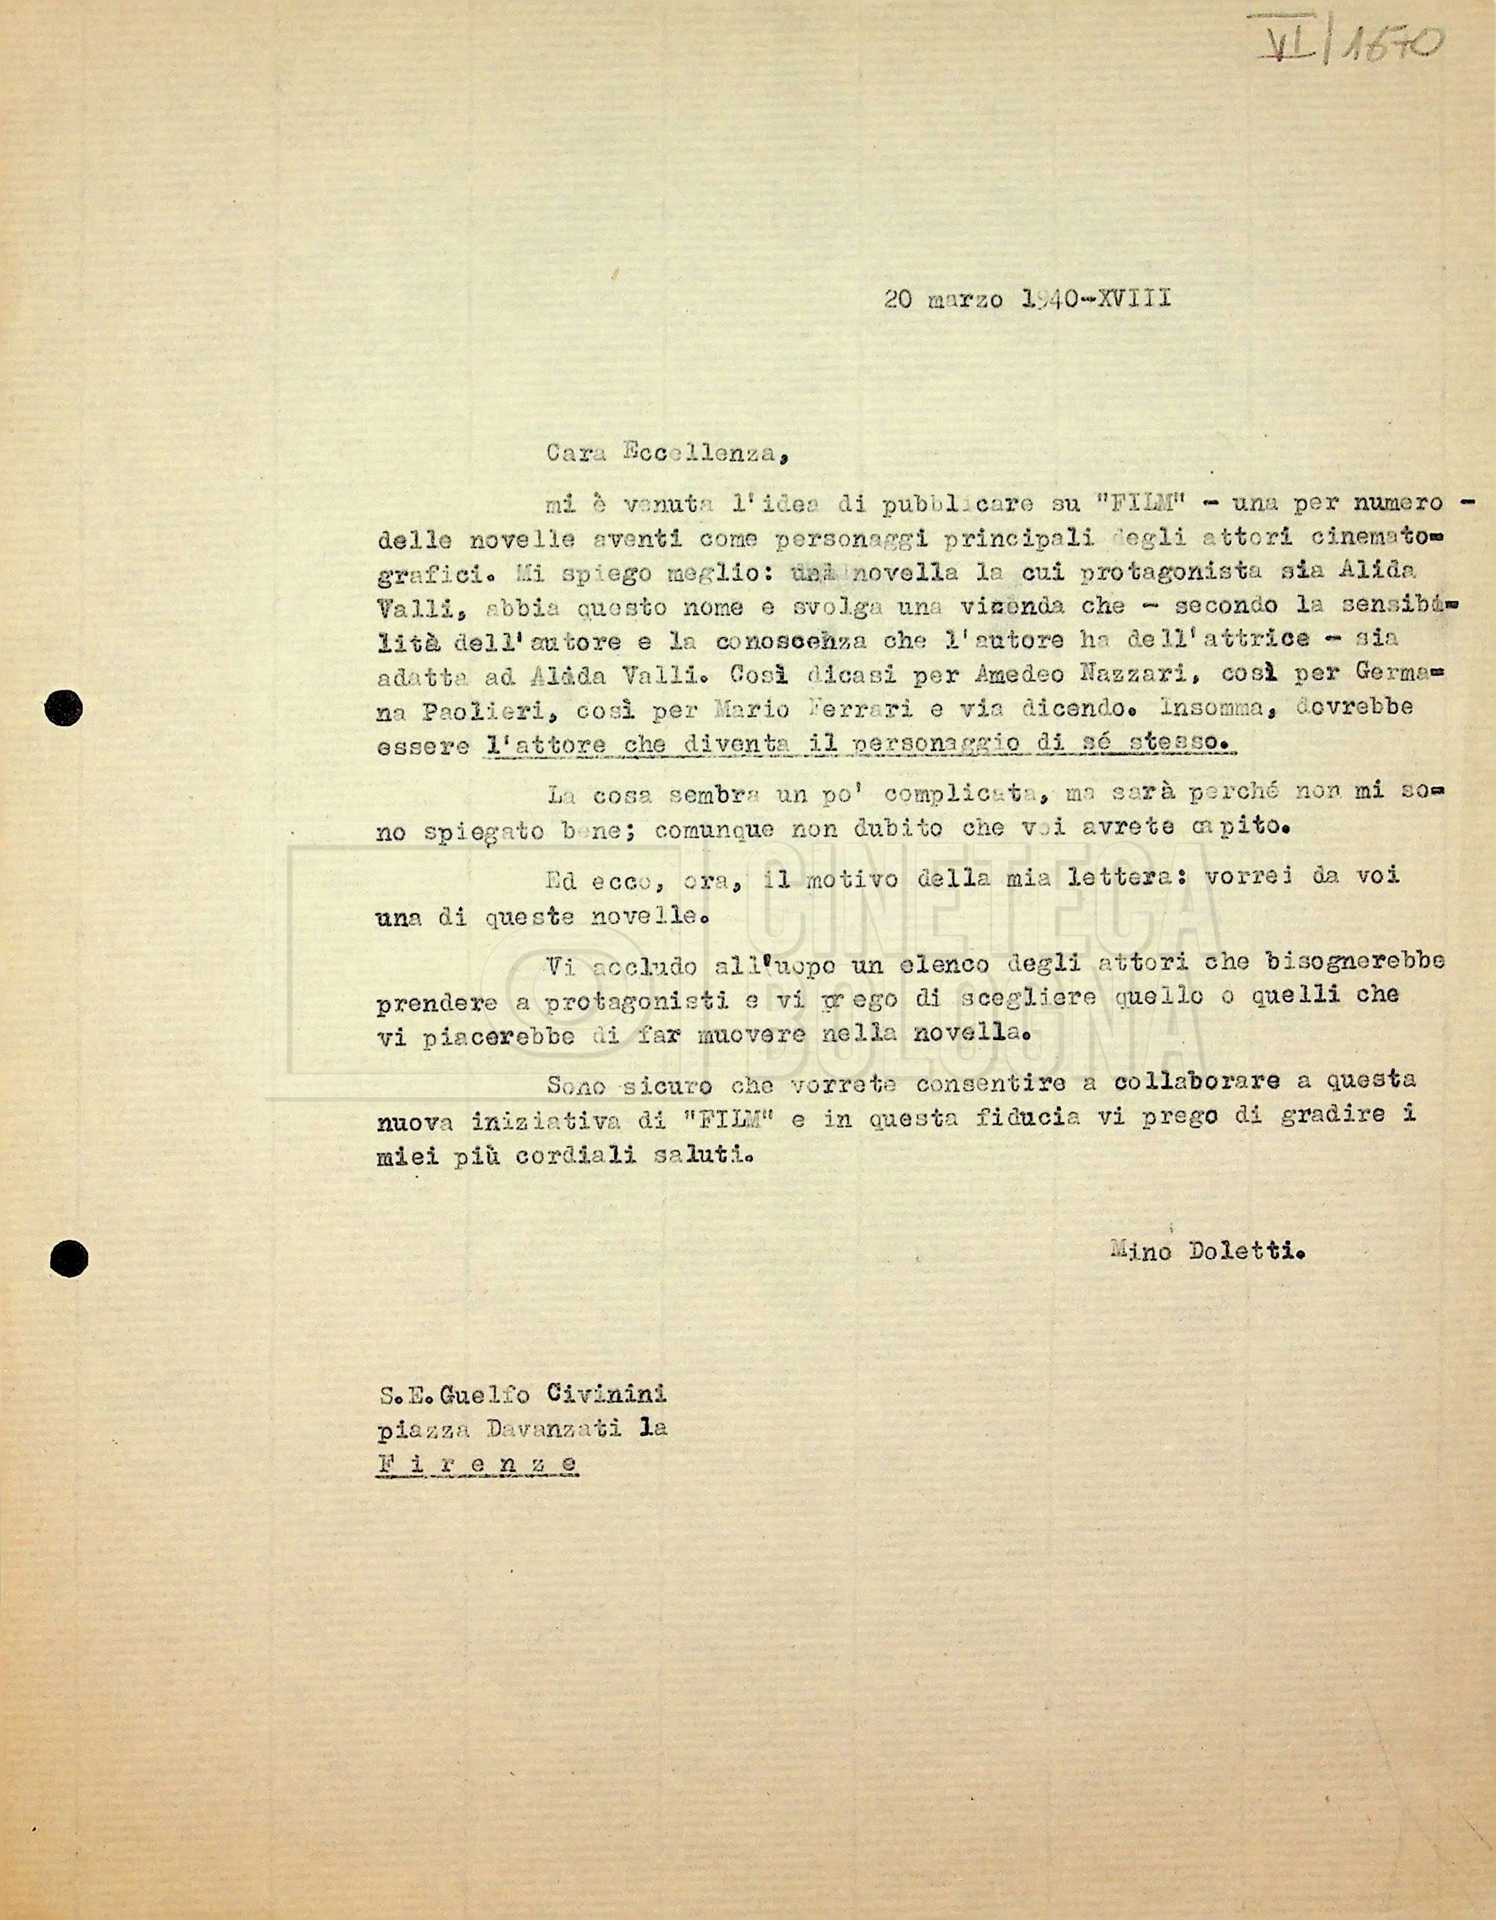 VI/1670
20 marzo 1940-XVIII
Cara Eccellenza,
mi è venuta l'idea di pubblicare su "FILM" - una per numero -
delle novelle aventi come personaggi principali degli attori cinemato=
grafici. Mi spiego meglio: una novella la cui protagonista sia Alida
Valli, abbia questo nome e svolga una vicenda che - secondo la sensibi=
lità dell'autore e la conoscenza che l'autore ha dell'attrice - sia
adatta ad Alida Valli. Così dicasi per Amedeo Nazzari, così per Germa=
na Paolieri, così per Mario Ferrari e via dicendo. Insomma, dovrebbe
essere l'attore che diventa il personaggio di sé stesso.
La cosa sembra un po' complicata, ma sarà perché non mi so=
no spiegato bene; comunque non dubito che voi avrete capito.
Ed ecco, ora, il motivo della mia lettera: vorrei da voi
una di queste novelle.
Vi accludo all'uopo un elenco degli attori che bisognerebbe
prendere a protagonisti e vi prego di scegliere quello o quelli che
vi piacerebbe di far muovere nella novella.
Sono sicuro che vorrete consentire a collaborare a questa
nuova iniziativa di "FILM" e in questa fiducia vi prego di gradire i
miei più cordiali saluti.
Mino Doletti.
S.E.Guelfo Civinini
piazza Davanzati la
F i r e n z e
CINETECA
BOLOGNA